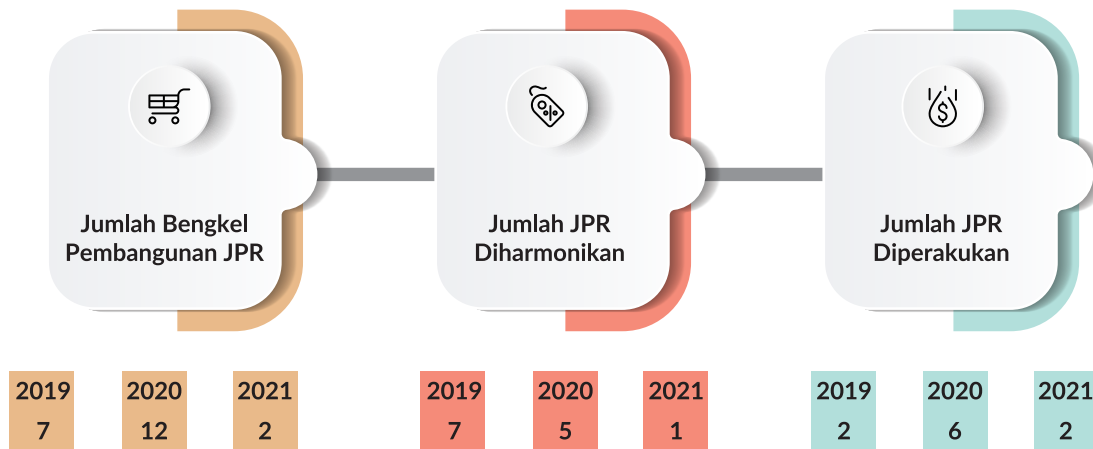 Jumlah Bengkel
Pembangunan JPR
Jumlah JPR
Diharmonikan
Jumlah JPR
Diperakukan
2019 2020 2021
7 12 2
2019 2020 2021
7 5 1
2019 2020 2021
2 6 2